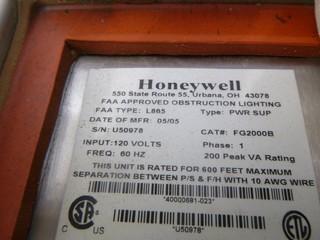 Honeywell
550 State Route 55, Urbana, OH 43078
FAA APPROVED OBSTRUCTION LIGHTING
FAA TYPE: L865 Type: PWR SUP
DATE OF MFR: 05/05
S/N: U50978 CAT#: FG2000B
INPUT: 120 VOLTS Phase: 1
FREQ: 60 HZ 200 Peak VA Rating
THIS UNIT IS RATED FOR 600 FEET MAXIMUM
SEPARATION BETWEEN P/S & F/H WITH 10 AWG WIRE
*40000681-023*
C US
*U50978*